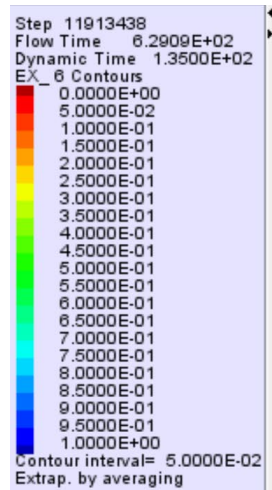 Step 11913438
Flow Time 6.2909E+02
Dynamic Time 1.3500E+02
EX_ 6 Contours
0.0000E+00
5.0000E-02
1.0000E-01
1.5000E-01
2.0000E-01
2.5000E-01
3.0000E-01
3.5000E-01
4.0000E-01
4.5000E-01
5.0000E-01
5.5000E-01
6.0000E-01
6.5000E-01
7.0000E-01
7.5000E-01
8.0000E-01
8.5000E-01
9.0000E-01
9.5000E-01
1.0000E+00
Contour interval= 5.0000E-02
Extrap. by averaging